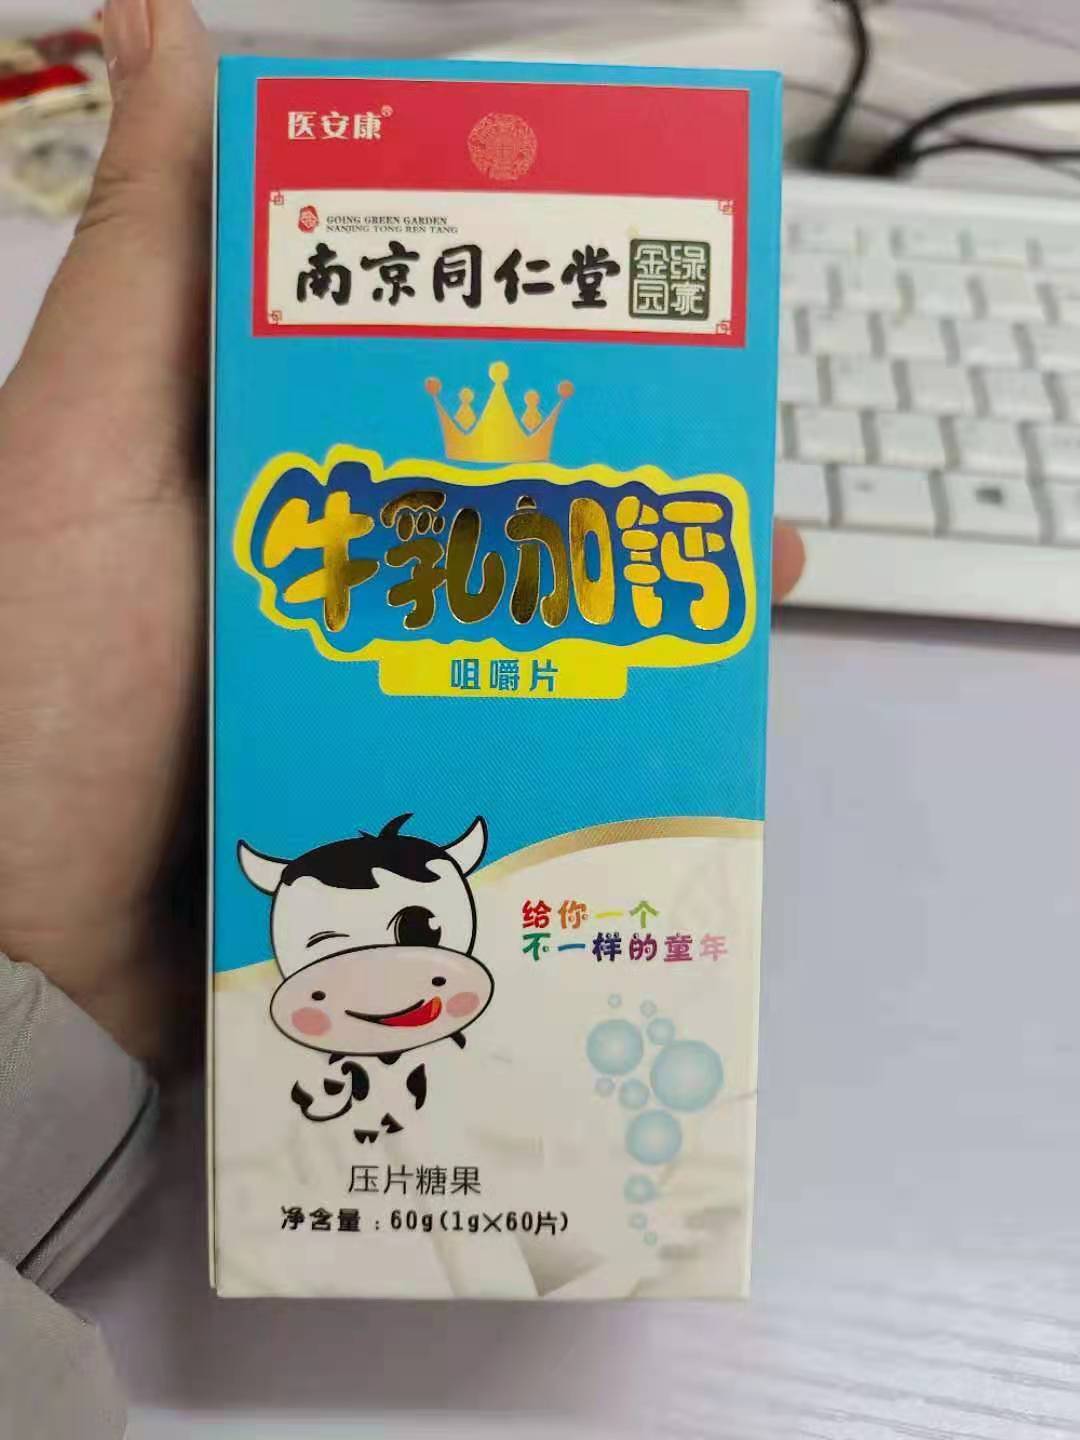 医安康®
GOING GREEN GARDEN
NANJING TONG REN TANG
南京同仁堂
绿金家园
牛乳加钙
咀嚼片
给你一个
不一样的童年
压片糖果
净含量：60g(1g×60片)